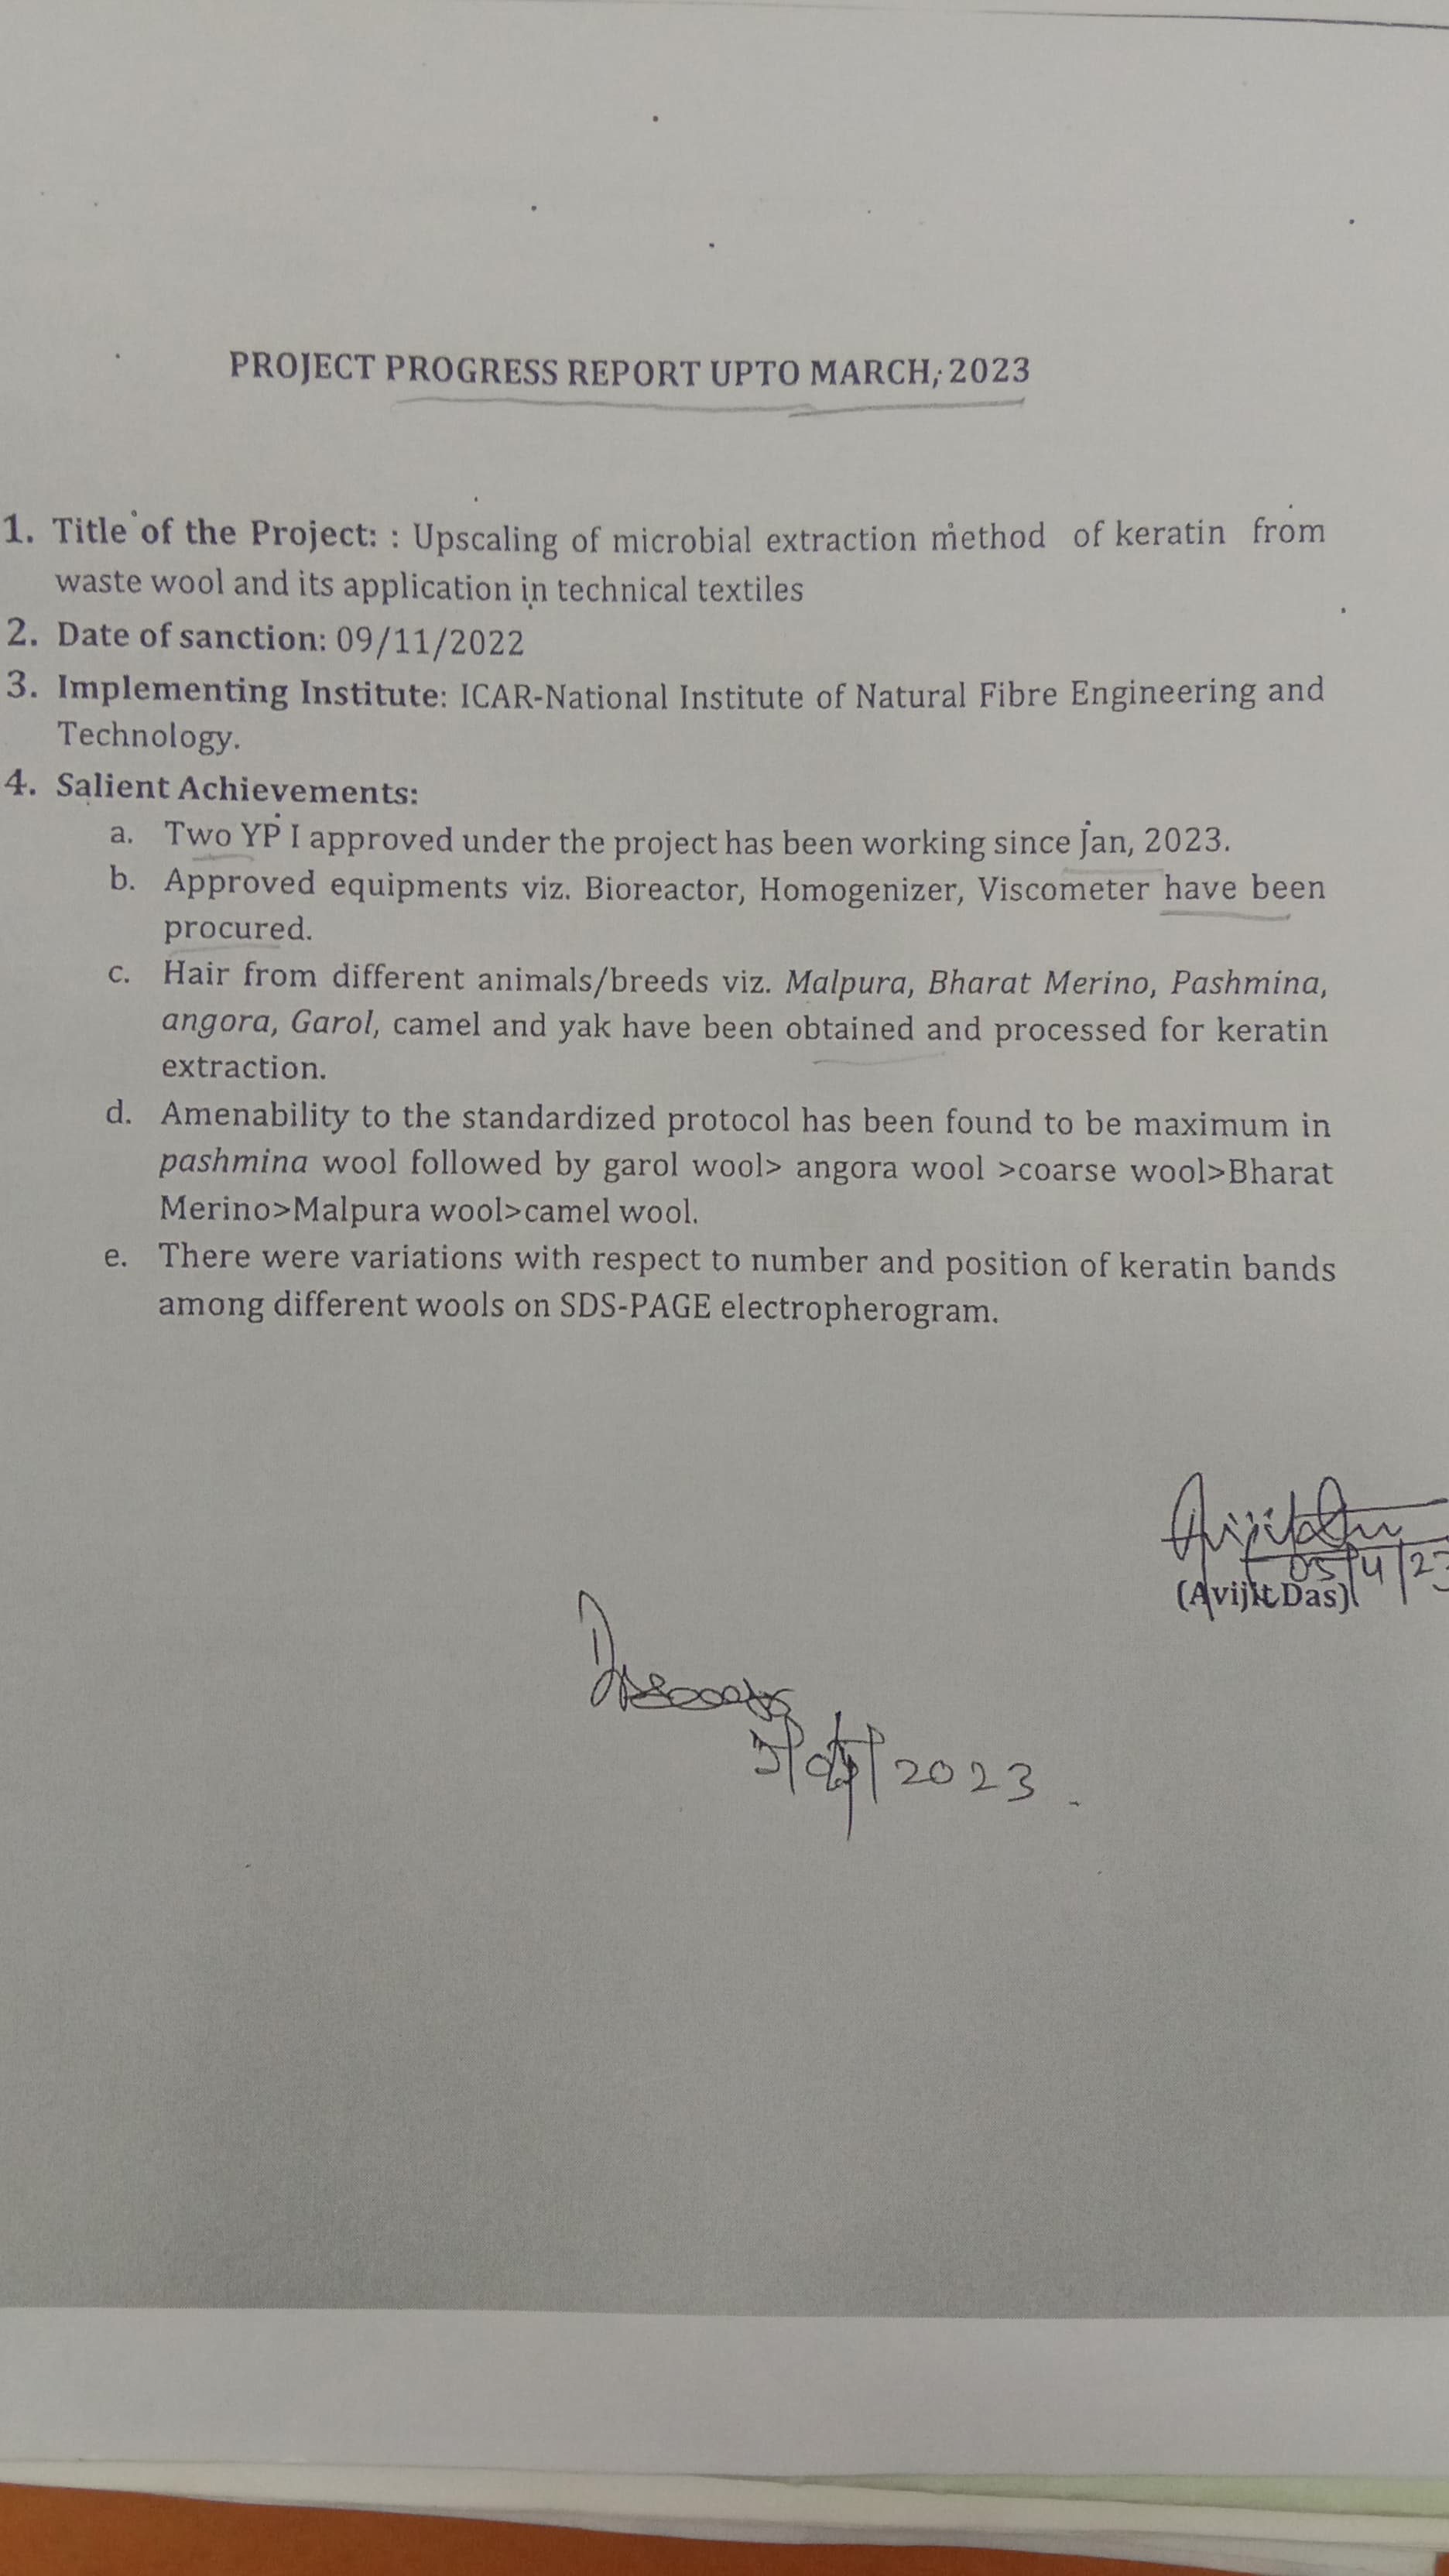 PROJECT PROGRESS REPORT UPTO MARCH, 2023
1. Title of the Project: : Upscaling of microbial extraction method of keratin from
waste wool and its application in technical textiles
2. Date of sanction: 09/11/2022
3. Implementing Institute: ICAR-National Institute of Natural Fibre Engineering and
Technology.
4. Salient Achievements:
a. Two YP I approved under the project has been working since Jan, 2023.
b. Approved equipments viz. Bioreactor, Homogenizer, Viscometer have been
procured.
c. Hair from different animals/breeds viz. Malpura, Bharat Merino, Pashmina,
angora, Garol, camel and yak have been obtained and processed for keratin
extraction.
d. Amenability to the standardized protocol has been found to be maximum in
pashmina wool followed by garol wool> angora wool >coarse wool>Bharat
Merino>Malpura wool>camel wool.
e. There were variations with respect to number and position of keratin bands
among different wools on SDS-PAGE electropherogram.
05/4/23
(Avijit Das)
2023